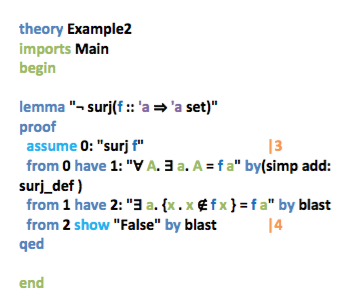 theory Example2
imports Main
begin
lemma "¬ surj(f :: 'a ⇒ 'a set)"
proof
assume 0: "surj f" |3
from 0 have 1: "∀ A. ∃ a. A = f a" by(simp add:
surj_def )
from 1 have 2: "∃ a. {x . x ∉ f x } = f a" by blast
from 2 show "False" by blast |4
qed
end